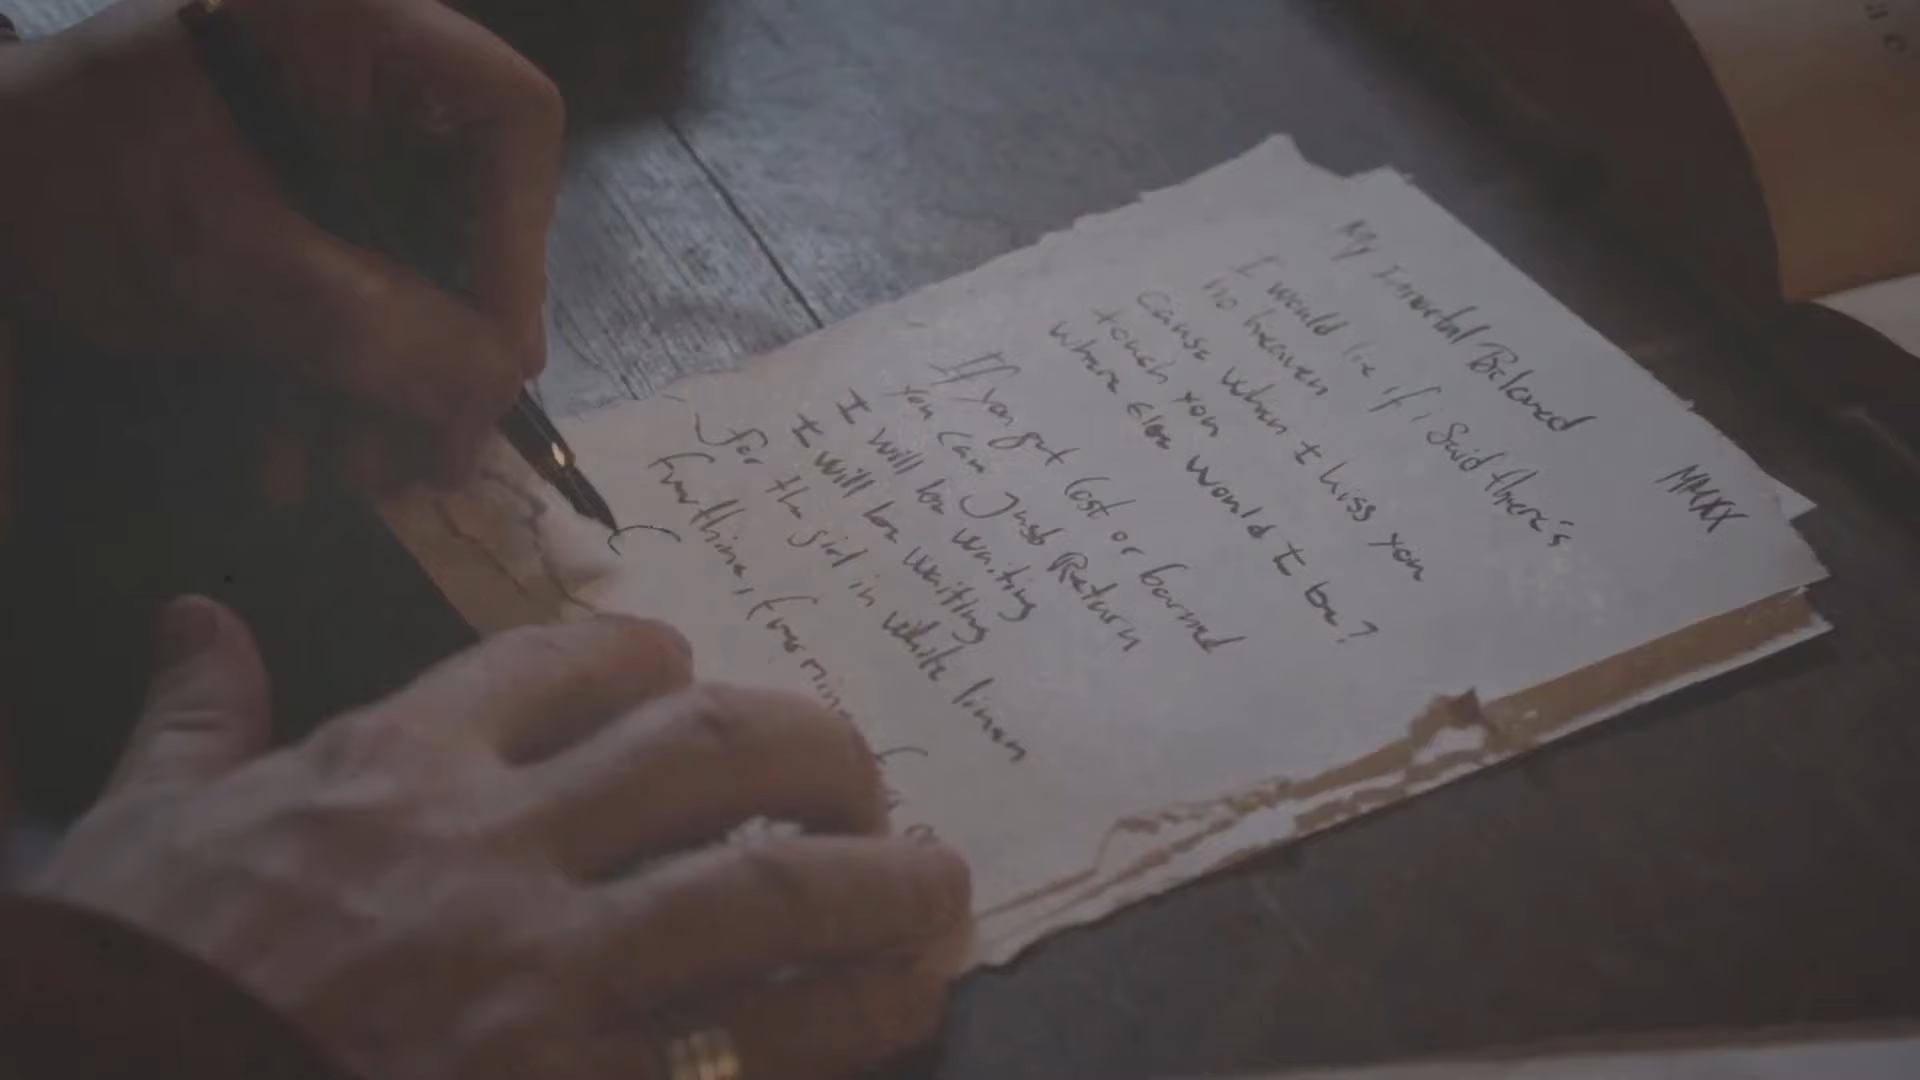 MMXX
My Immortal Beloved
I would lie if i Said there's
no heaven
Cause when I kiss you
touch you
where Else would I be?
If you get lost or burned
you can Just Return
I will be waiting
I will be waiting
for the girl in white linen
Evermine,